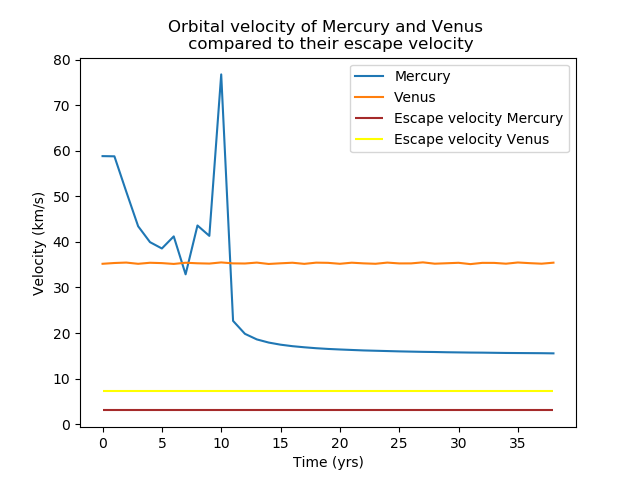 Orbital velocity of Mercury and Venus
compared to their escape velocity
80
70
60
50
40
30
20
10
0
Velocity (km/s)
Mercury
Venus
Escape velocity Mercury
Escape velocity Venus
0 5 10 15 20 25 30 35
Time (yrs)